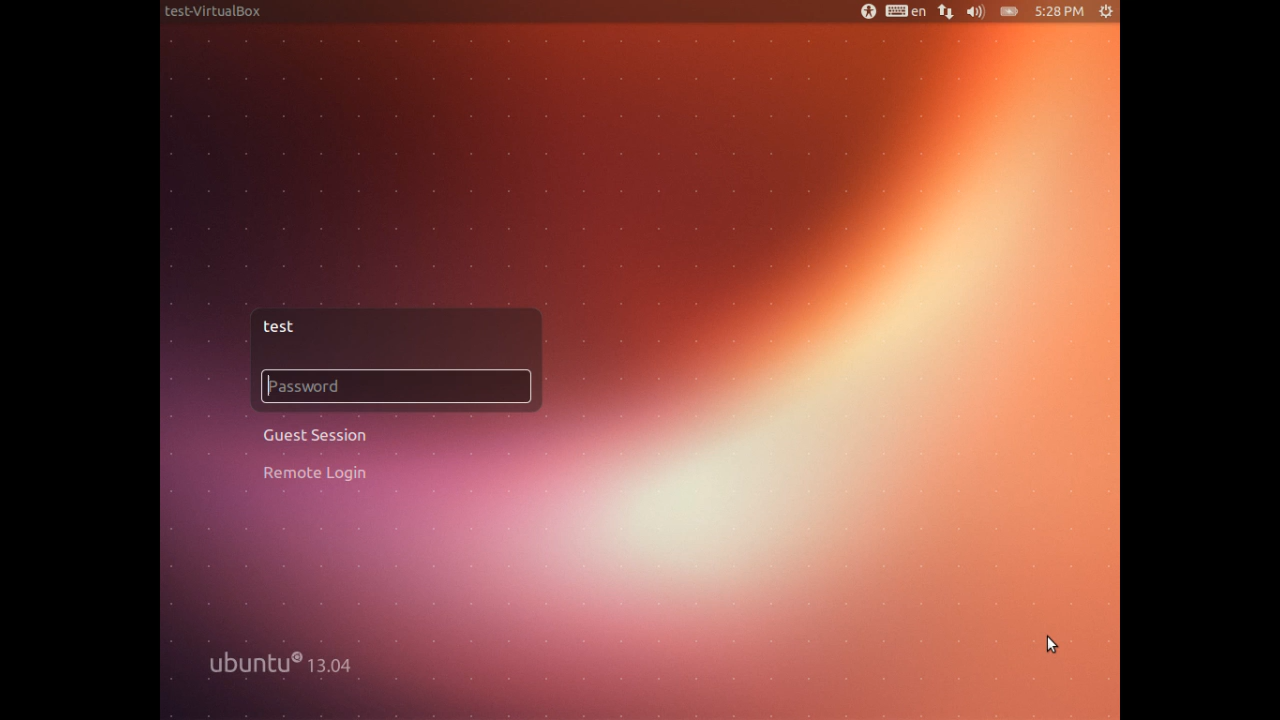 test-VirtualBox en 5:28 PM
test
Password
Guest Session
Remote Login
ubuntu 13.04